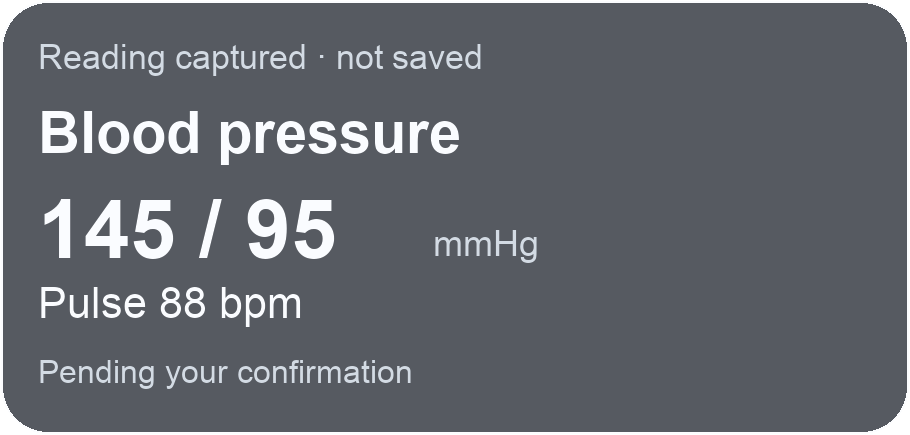 Reading captured · not saved
Blood pressure
145 / 95 mmHg
Pulse 88 bpm
Pending your confirmation